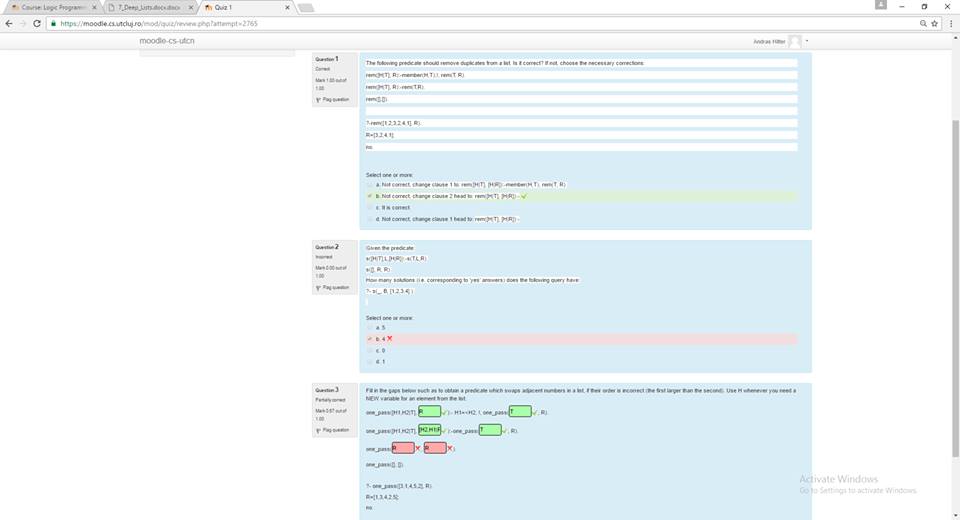 Course: Logic Programm
7_Deep_Lists.docx.docx
Quiz 1
https://moodle.cs.utcluj.ro/mod/quiz/review.php?attempt=2765
moodle-cs-utcn
Andras Hitter
Question 1
Correct
Mark 1.00 out of
1.00
Flag question
The following predicate should remove duplicates from a list. Is it correct? If not, choose the necessary corrections:
rem([H|T], R):-member(H,T),!, rem(T, R).
rem([H|T], R):-rem(T,R).
rem([],[]).
?-rem([1,2,3,2,4,1], R).
R=[3,2,4,1];
no.
Select one or more:
a. Not correct, change clause 1 to: rem([H|T], [H|R]):-member(H,T), rem(T, R).
b. Not correct, change clause 2 head to: rem([H|T], [H|R]):-
c. It is correct.
d. Not correct, change clause 1 head to: rem([H|T], [H|R]):-
Question 2
Incorrect
Mark 0.00 out of
1.00
Flag question
Given the predicate:
s([H|T],L,[H|R]):-s(T,L,R).
s([], R, R).
How many solutions (i.e. corresponding to 'yes' answers) does the following query have:
?- s(_, B, [1,2,3,4] ).
Select one or more:
a. 5
b. 4
c. 0
d. 1
Question 3
Partially correct
Mark 0.67 out of
1.00
Flag question
Fill in the gaps below such as to obtain a predicate which swaps adjacent numbers in a list, if their order is incorrect (the first larger than the second). Use H whenever you need a
NEW variable for an element from the list.
one_pass([H1,H2|T], R ):- H1=<H2, !, one_pass( T , R).
one_pass([H1,H2|T], [H2,H1|R ):-one_pass( T , R).
one_pass( R , R ).
one_pass([], []).
?- one_pass([3,1,4,5,2], R).
R=[1,3,4,2,5];
no.
Activate Windows
Go to Settings to activate Windows.